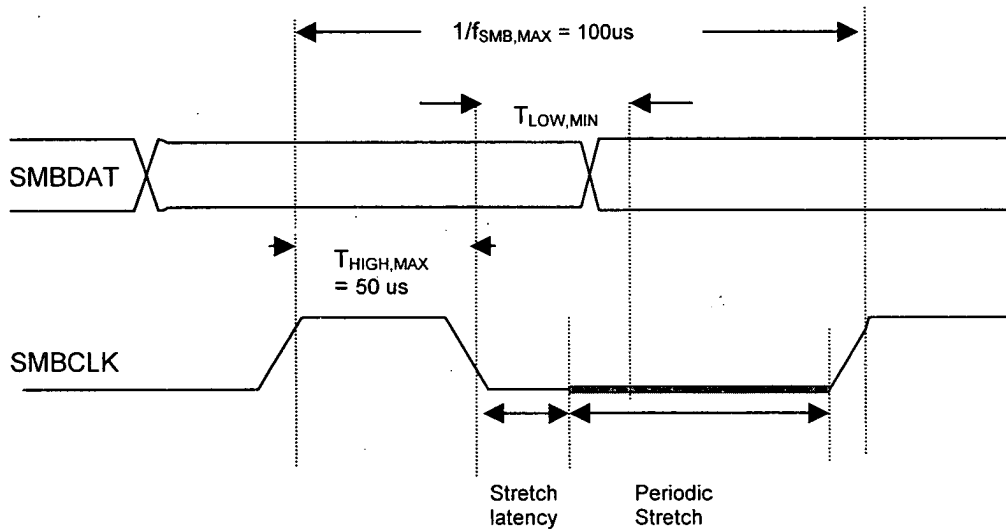 1/fSMB,MAX = 100us
TLOW,MIN
SMBDAT
THIGH,MAX
= 50 us
SMBCLK
Stretch
latency
Periodic
Stretch